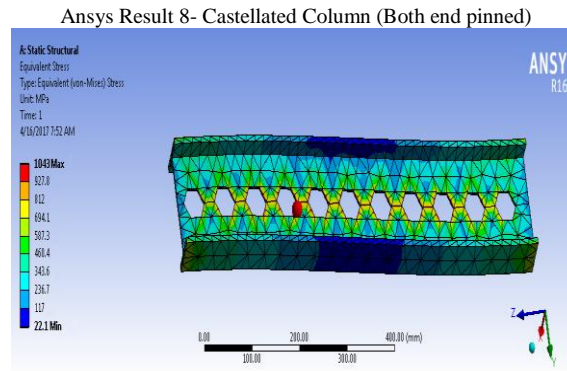 Ansys Result 8- Castellated Column (Both end pinned)
A: Static Structural
Equivalent Stress
Type: Equivalent (von-Mises) Stress
Unit: MPa
Time: 1
4/16/2017 7:52 AM
ANSY
R16
1043 Max
927.8
812
694.1
587.3
468.4
343.6
236.7
117
22.1 Min
0.00
200.00
400.00 (mm)
100.00
300.00
Z
X
Y